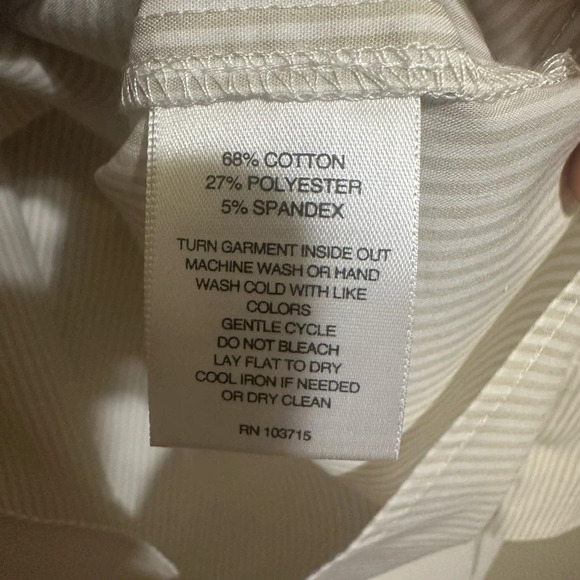 68% COTTON
27% POLYESTER
5% SPANDEX
TURN GARMENT INSIDE OUT
MACHINE WASH OR HAND
WASH COLD WITH LIKE
COLORS
GENTLE CYCLE
DO NOT BLEACH
LAY FLAT TO DRY
COOL IRON IF NEEDED
OR DRY CLEAN
RN 103715